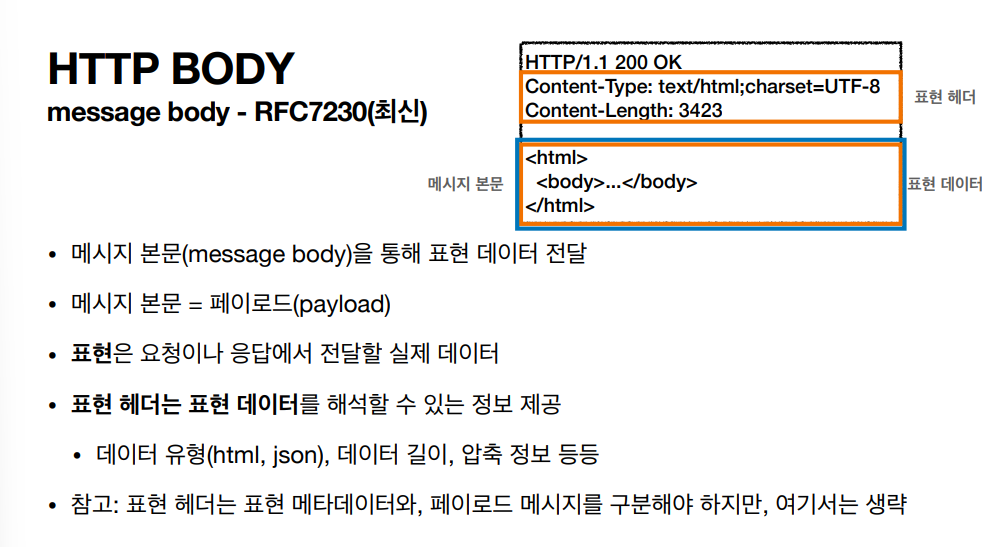 HTTP BODY
message body - RFC7230(최신)
HTTP/1.1 200 OK
Content-Type: text/html;charset=UTF-8
Content-Length: 3423
표현 헤더
<html>
<body>...</body>
</html>
메시지 본문
표현 데이터
• 메시지 본문(message body)을 통해 표현 데이터 전달
• 메시지 본문 = 페이로드(payload)
• 표현은 요청이나 응답에서 전달할 실제 데이터
• 표현 헤더는 표현 데이터를 해석할 수 있는 정보 제공
• 데이터 유형(html, json), 데이터 길이, 압축 정보 등등
• 참고: 표현 헤더는 표현 메타데이터와, 페이로드 메시지를 구분해야 하지만, 여기서는 생략